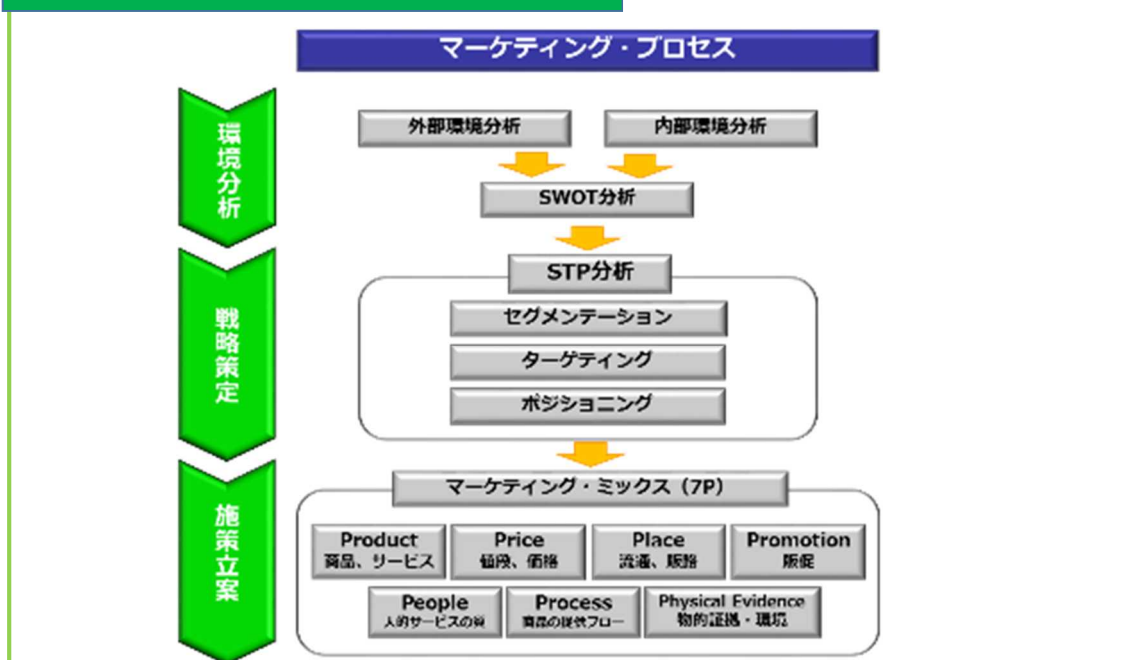 マーケティング・プロセス
環境分析
外部環境分析
内部環境分析
SWOT分析
戦略策定
STP分析
セグメンテーション
ターゲティング
ポジショニング
施策立案
マーケティング・ミックス（7P）
Product
商品、サービス
Price
値段、価格
Place
流通、販路
Promotion
販促
People
人的サービスの質
Process
商品の提供フロー
Physical Evidence
物的証拠・環境